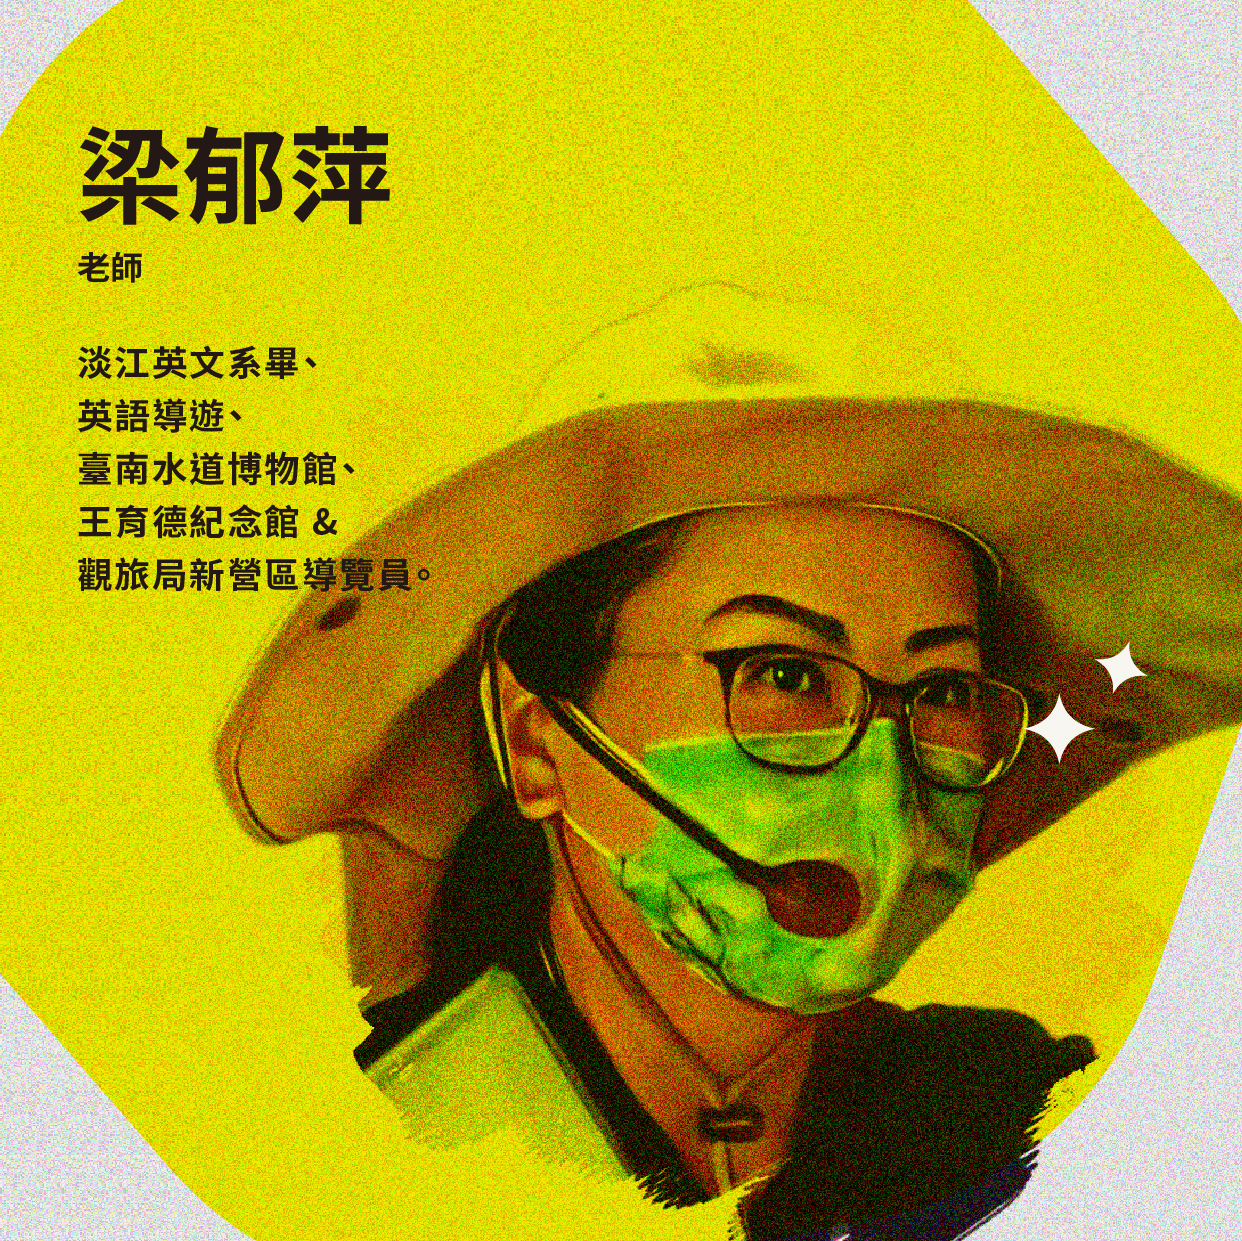 梁郁萍
老師
淡江英文系畢、
英語導遊、
臺南水道博物館、
王育德紀念館 &
觀旅局新營區導覽員。